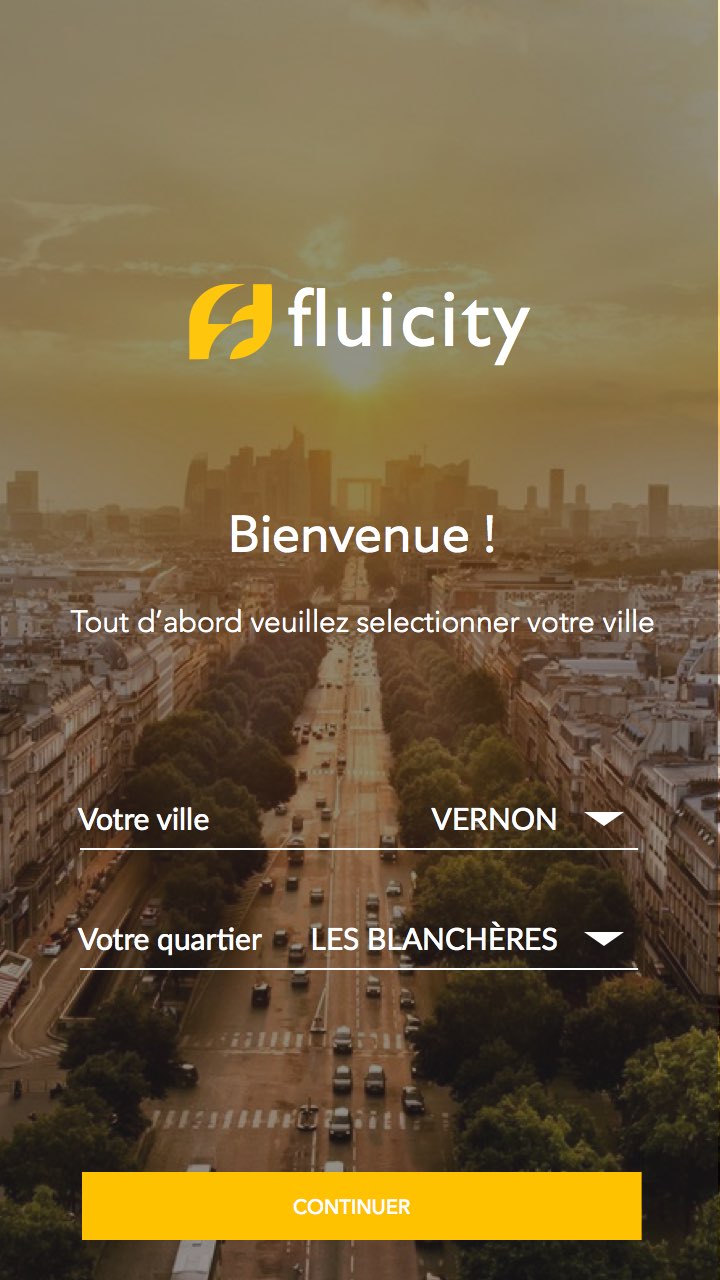 fluicity
Bienvenue !
Tout d’abord veuillez selectionner votre ville
Votre ville VERNON
Votre quartier LES BLANCHÈRES
CONTINUER